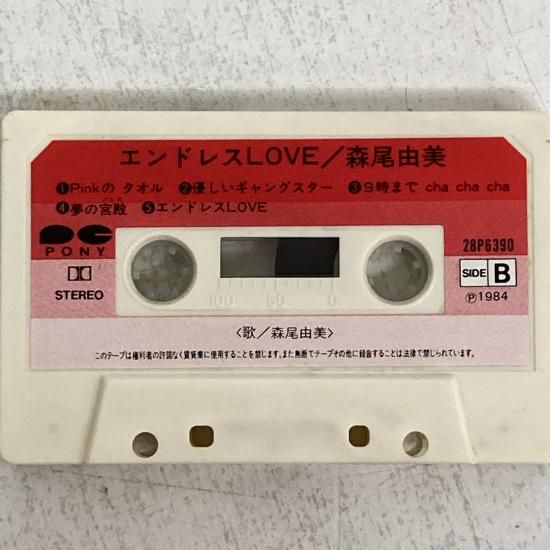 エンドレスLOVE／森尾由美
❶Pinkの タオル ❷優しいギャングスター ❸9時まで cha cha cha
❹夢の宮殿 ❺エンドレスLOVE
パレス
PONY
28P6390
STEREO
SIDE B
Ⓟ1984
100 50 0
〈歌／森尾由美〉
このテープは権利者の許諾なく賃貸業に使用することを禁じます。また無断でテープその他に録音することは法律で禁じられています。